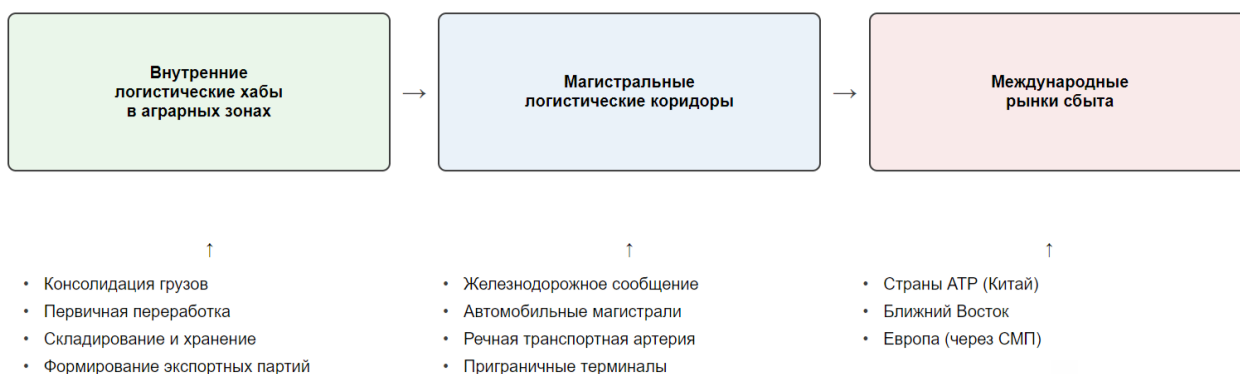 Внутренние
логистические хабы
в аграрных зонах
→
Магистральные
логистические коридоры
→
Международные
рынки сбыта
↑
• Консолидация грузов
• Первичная переработка
• Складирование и хранение
• Формирование экспортных партий
↑
• Железнодорожное сообщение
• Автомобильные магистрали
• Речная транспортная артерия
• Приграничные терминалы
↑
• Страны АТР (Китай)
• Ближний Восток
• Европа (через СМП)